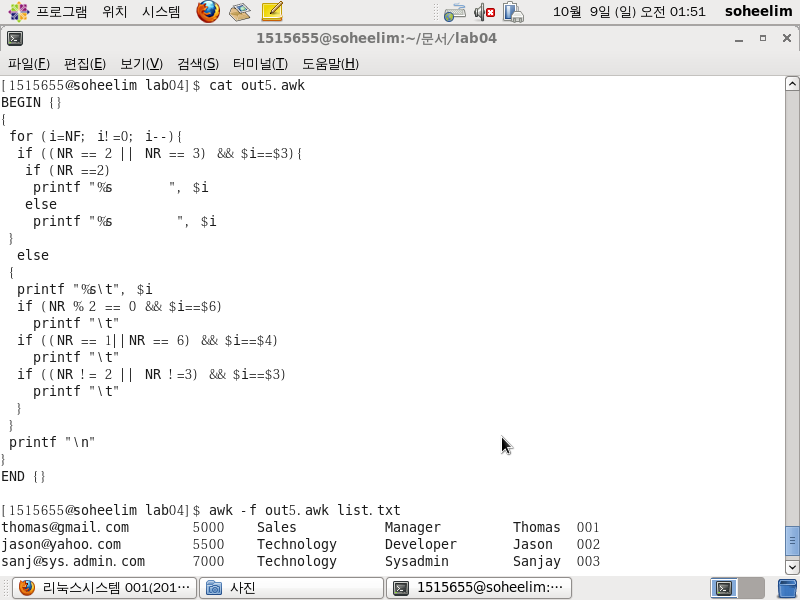 프로그램 위치 시스템 10월 9일 (일) 오전 01:51 soheelim
1515655@soheelim:~/문서/lab04
파일(F) 편집(E) 보기(V) 검색(S) 터미널(T) 도움말(H)
[1515655@soheelim lab04]$ cat out5.awk
BEGIN {}
{
 for (i=NF; i!=0; i--){
  if ((NR == 2 || NR == 3) && $i==$3){
   if (NR ==2)
    printf "%s       ", $i
   else
    printf "%s        ", $i
 }
  else
 {
  printf "%s\t", $i
  if (NR % 2 == 0 && $i==$6)
    printf "\t"
  if ((NR == 1||NR == 6) && $i==$4)
    printf "\t"
  if ((NR != 2 || NR !=3) && $i==$3)
    printf "\t"
  }
 }
 printf "\n"
}
END {}
[1515655@soheelim lab04]$ awk -f out5.awk list.txt
thomas@gmail.com        5000    Sales           Manager         Thomas  001
jason@yahoo.com         5500    Technology      Developer       Jason   002
sanj@sys.admin.com      7000    Technology      Sysadmin        Sanjay  003
리눅스시스템 001(201··· 사진 1515655@soheelim:···